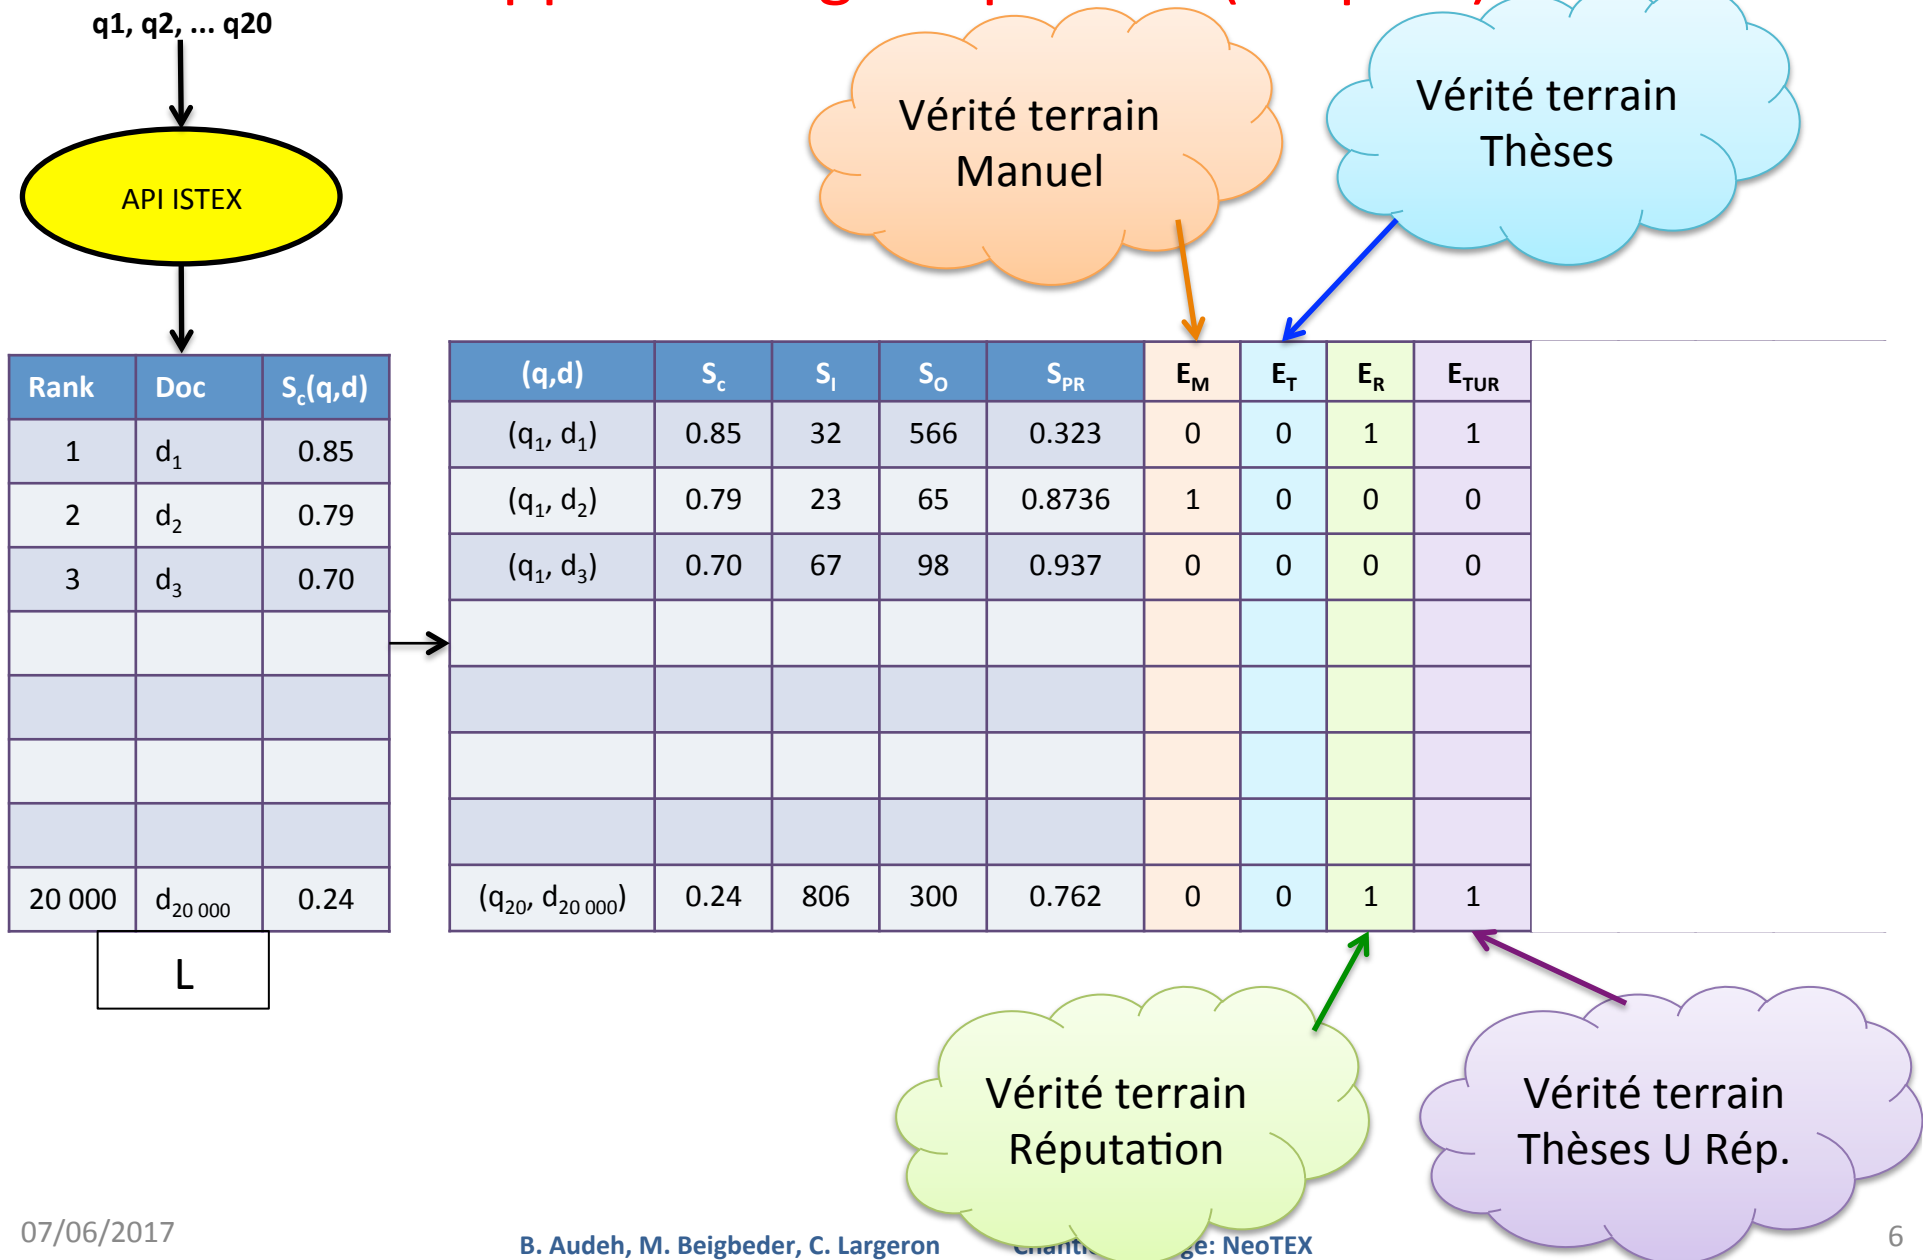 q1, q2, ... q20
API ISTEX
Vérité terrain
Manuel
Vérité terrain
Thèses
Rank Doc Sc(q,d)
1 d1 0.85
2 d2 0.79
3 d3 0.70
20 000 d20 000 0.24
L
(q,d) Sc SI SO SPR EM ET ER ETUR
(q1, d1) 0.85 32 566 0.323 0 0 1 1
(q1, d2) 0.79 23 65 0.8736 1 0 0 0
(q1, d3) 0.70 67 98 0.937 0 0 0 0
(q20, d20 000) 0.24 806 300 0.762 0 0 1 1
Vérité terrain
Réputation
Vérité terrain
Thèses U Rép.
07/06/2017
B. Audeh, M. Beigbeder, C. Largeron
NeoTEX
6